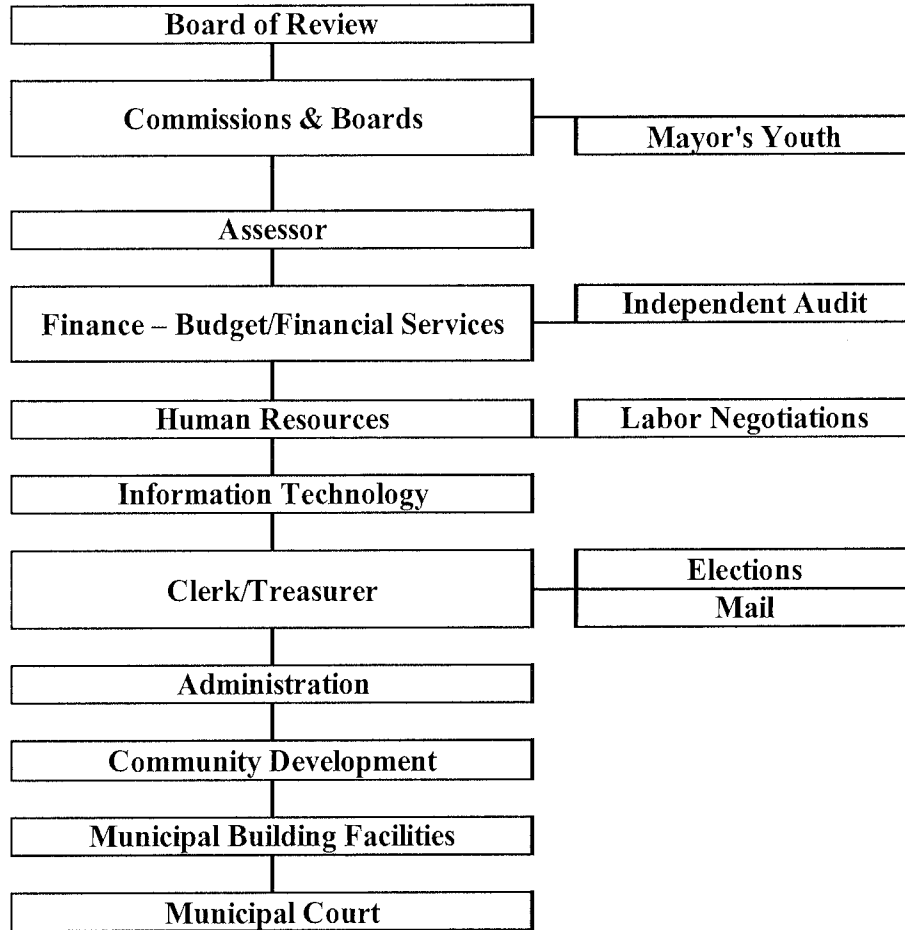 Board of Review
Commissions & Boards
Mayor's Youth
Assessor
Finance – Budget/Financial Services
Independent Audit
Human Resources
Labor Negotiations
Information Technology
Clerk/Treasurer
Elections
Mail
Administration
Community Development
Municipal Building Facilities
Municipal Court